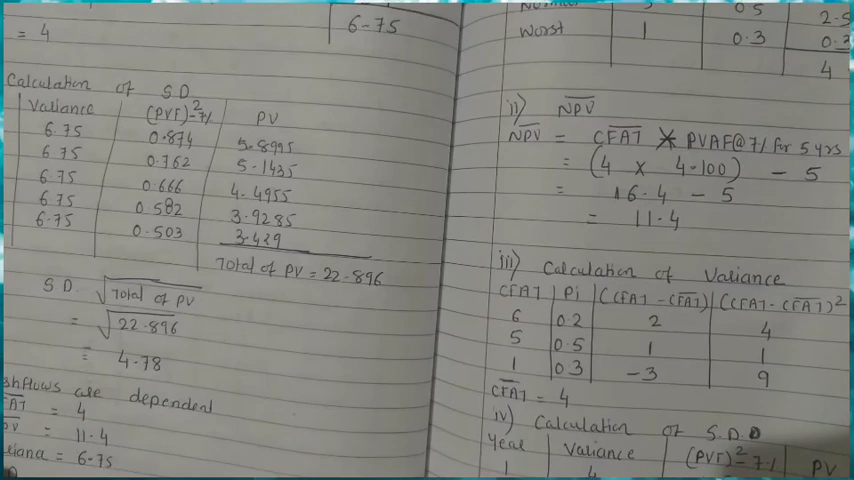 = 4
6-75
Calculation of S.D.
Variance (PVF)²-7% PV
6.75 0.874 5.8995
6.75 0.762 5.1435
6.75 0.666 4.4955
6.75 0.582 3.9285
6.75 0.503 3.429
Total of PV = 22.896
S.D. √Total of PV
= √22.896
= 4.78
shflows are dependent
= 4
= 11.4
= 6-75
0.5 2.5
Worst 1 0.3
4
ii) NPV
NPV = CFAT * PVAF@7% for 5 yrs
= (4 x 4.100) - 5
= 16.4 - 5
= 11.4
iii) Calculation of Variance
CFAT Pi (CFAT - CFAT) (CFAT - CFAT)²
6 0.2 2 4
5 0.5 1 1
1 0.3 -3 9
CFAT = 4
iv) Calculation of S.D.
Year Variance (PVF)²-7% PV
1 4